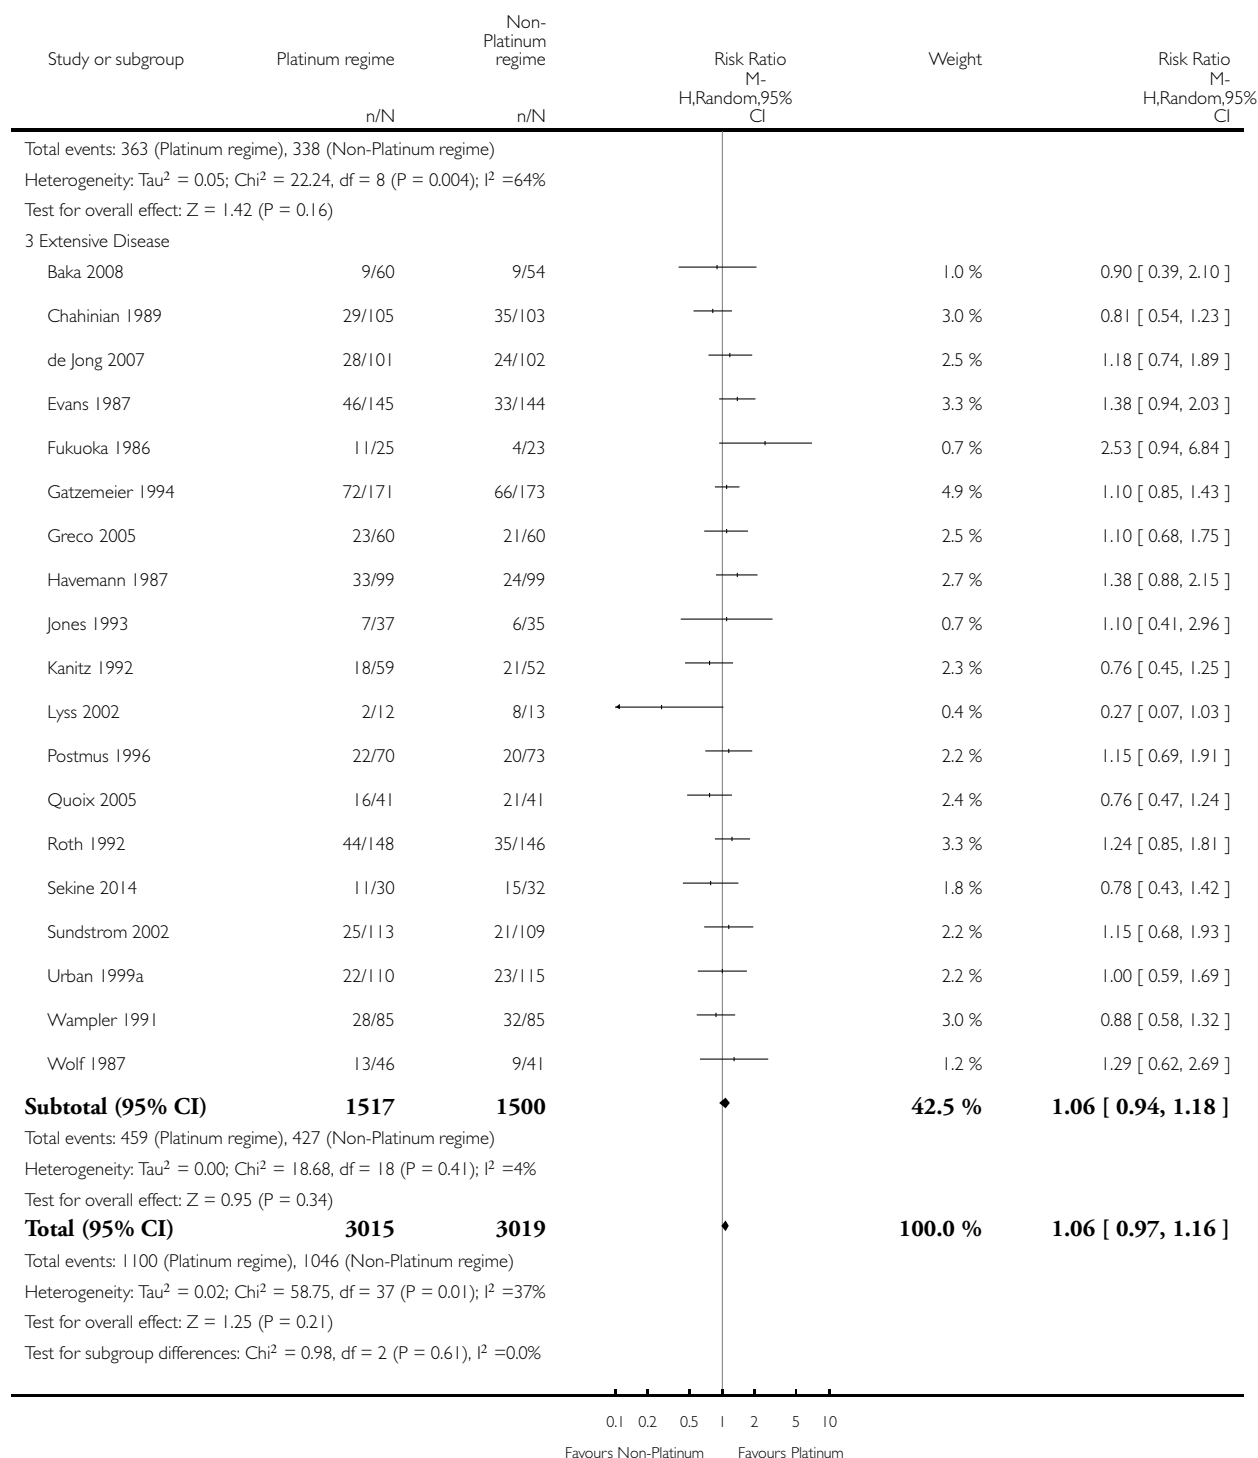 Study or subgroup Platinum regime Non-Platinum regime Risk Ratio Weight Risk Ratio
M-H,Random,95% CI M-H,Random,95% CI
n/N n/N
Total events: 363 (Platinum regime), 338 (Non-Platinum regime)
Heterogeneity: Tau² = 0.05; Chi² = 22.24, df = 8 (P = 0.004); I² =64%
Test for overall effect: Z = 1.42 (P = 0.16)
3 Extensive Disease
Baka 2008 9/60 9/54 1.0 % 0.90 [ 0.39, 2.10 ]
Chahinian 1989 29/105 35/103 3.0 % 0.81 [ 0.54, 1.23 ]
de Jong 2007 28/101 24/102 2.5 % 1.18 [ 0.74, 1.89 ]
Evans 1987 46/145 33/144 3.3 % 1.38 [ 0.94, 2.03 ]
Fukuoka 1986 11/25 4/23 0.7 % 2.53 [ 0.94, 6.84 ]
Gatzemeier 1994 72/171 66/173 4.9 % 1.10 [ 0.85, 1.43 ]
Greco 2005 23/60 21/60 2.5 % 1.10 [ 0.68, 1.75 ]
Havemann 1987 33/99 24/99 2.7 % 1.38 [ 0.88, 2.15 ]
Jones 1993 7/37 6/35 0.7 % 1.10 [ 0.41, 2.96 ]
Kanitz 1992 18/59 21/52 2.3 % 0.76 [ 0.45, 1.25 ]
Lyss 2002 2/12 8/13 0.4 % 0.27 [ 0.07, 1.03 ]
Postmus 1996 22/70 20/73 2.2 % 1.15 [ 0.69, 1.91 ]
Quoix 2005 16/41 21/41 2.4 % 0.76 [ 0.47, 1.24 ]
Roth 1992 44/148 35/146 3.3 % 1.24 [ 0.85, 1.81 ]
Sekine 2014 11/30 15/32 1.8 % 0.78 [ 0.43, 1.42 ]
Sundstrom 2002 25/113 21/109 2.2 % 1.15 [ 0.68, 1.93 ]
Urban 1999a 22/110 23/115 2.2 % 1.00 [ 0.59, 1.69 ]
Wampler 1991 28/85 32/85 3.0 % 0.88 [ 0.58, 1.32 ]
Wolf 1987 13/46 9/41 1.2 % 1.29 [ 0.62, 2.69 ]
Subtotal (95% CI) 1517 1500 42.5 % 1.06 [ 0.94, 1.18 ]
Total events: 459 (Platinum regime), 427 (Non-Platinum regime)
Heterogeneity: Tau² = 0.00; Chi² = 18.68, df = 18 (P = 0.41); I² =4%
Test for overall effect: Z = 0.95 (P = 0.34)
Total (95% CI) 3015 3019 100.0 % 1.06 [ 0.97, 1.16 ]
Total events: 1100 (Platinum regime), 1046 (Non-Platinum regime)
Heterogeneity: Tau² = 0.02; Chi² = 58.75, df = 37 (P = 0.01); I² =37%
Test for overall effect: Z = 1.25 (P = 0.21)
Test for subgroup differences: Chi² = 0.98, df = 2 (P = 0.61), I² =0.0%
0.1 0.2 0.5 1 2 5 10
Favours Non-Platinum Favours Platinum